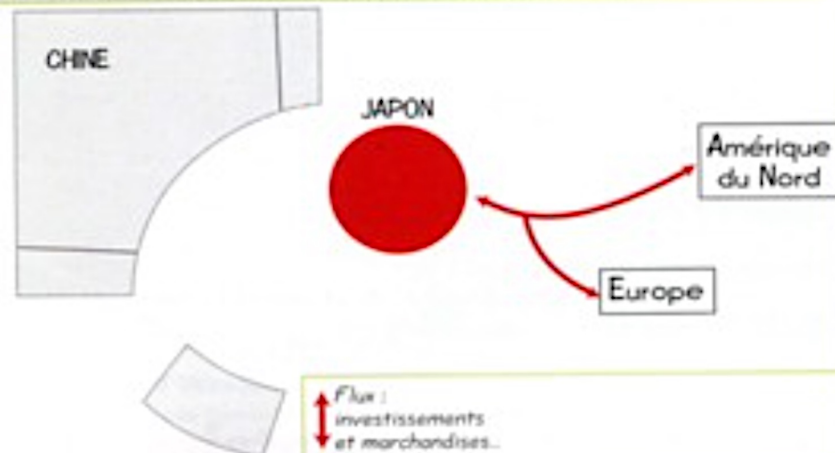 CHINE
JAPON
Amérique
du Nord
Europe
Flux :
investissements
et marchandises...